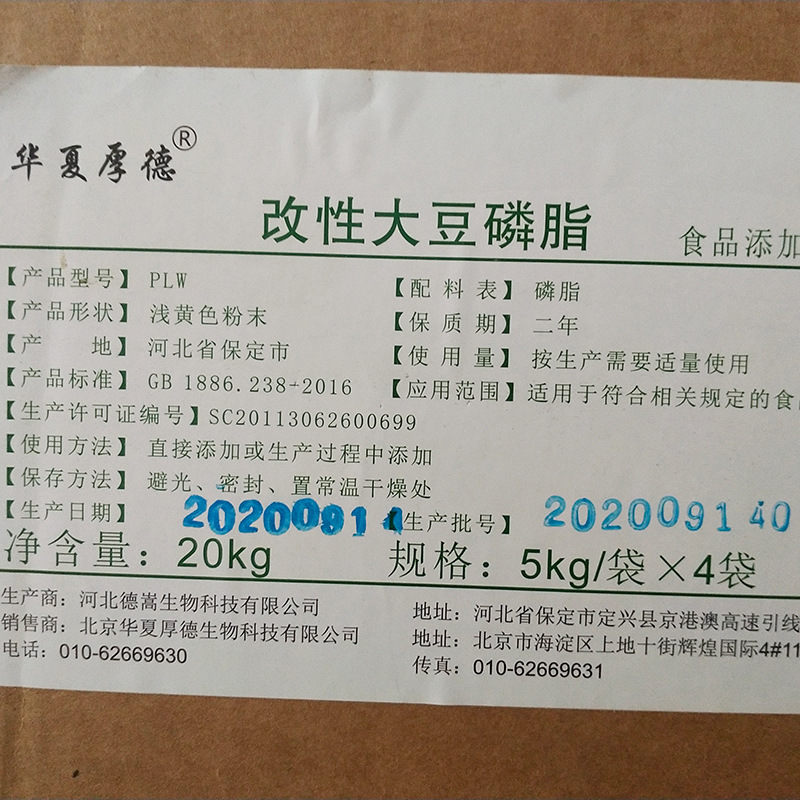 华夏厚德®
改性大豆磷脂
食品添加
【产品型号】 PLW 【配料表】 磷脂
【产品形状】 浅黄色粉末 【保质期】 二年
【产 地】 河北省保定市 【使用量】 按生产需要适量使用
【产品标准】 GB 1886.238-2016 【应用范围】 适用于符合相关规定的食
【生产许可证编号】 SC20113062600699
【使用方法】 直接添加或生产过程中添加
【保存方法】 避光、密封、置常温干燥处
【生产日期】 20200914 【生产批号】 202009140
净含量：20kg 规格：5kg/袋×4袋
生产商：河北德嵩生物科技有限公司 地址：河北省保定市定兴县京港澳高速引线
销售商：北京华夏厚德生物科技有限公司 地址：北京市海淀区上地十街辉煌国际4#11
电话：010-62669630 传真：010-62669631